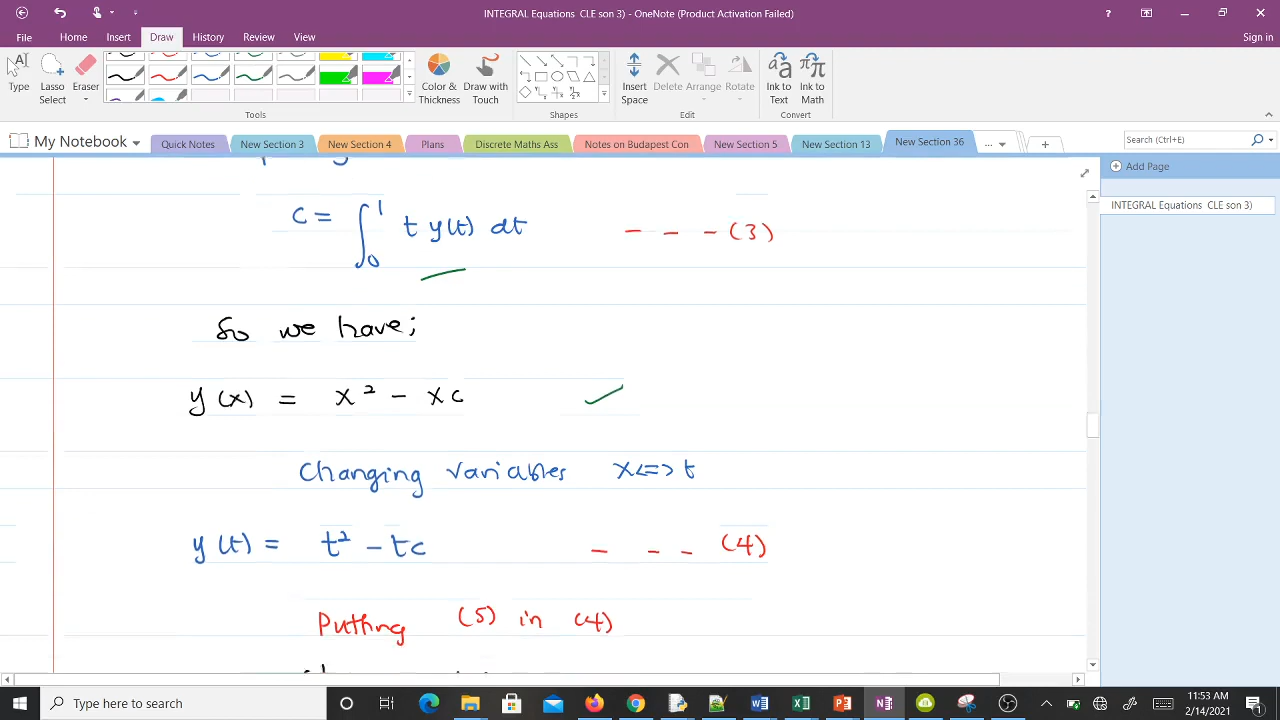 INTEGRAL Equations CLE son 3) - OneNote (Product Activation Failed)
File Home Insert Draw History Review View
Sign in
Type
Lasso Select
Eraser
Color & Thickness
Draw with Touch
Insert Space
Delete
Arrange
Rotate
Ink to Text
Ink to Math
Tools
Shapes
Edit
Convert
My Notebook
Quick Notes
New Section 3
New Section 4
Plans
Discrete Maths Ass
Notes on Budapest Con
New Section 5
New Section 13
New Section 36
...
Search (Ctrl+E)
Add Page
INTEGRAL Equations CLE son 3)
c = ∫₀¹ t y(t) dt - - - (3)
So we have;
y(x) = x² - xc
Changing variables x<=>t
y(t) = t² - tc - - - (4)
Putting (5) in (4)
Type here to search
11:53 AM
2/14/2021